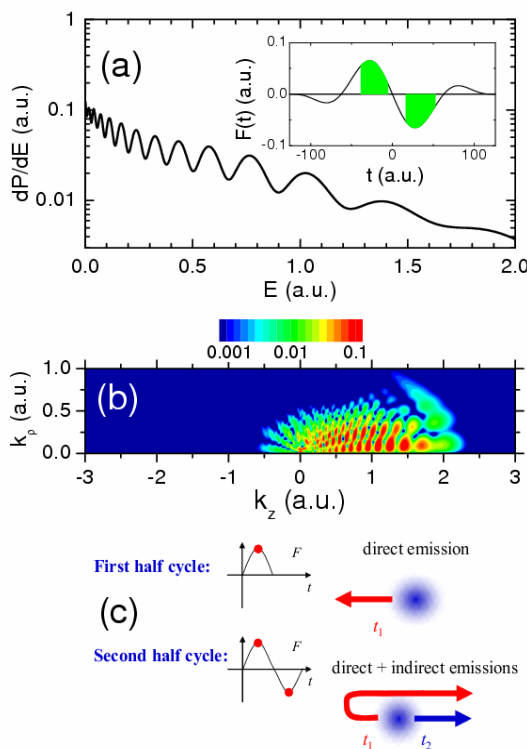 (a)
dP/dE (a.u.)
0.1
0.01
0.0 0.5 1.0 1.5 2.0
E (a.u.)
F(t) (a.u.)
0.1
0.0
-0.1
-100 0 100
t (a.u.)
0.001 0.01 0.1
(b)
k_ρ (a.u.)
1.0
0.5
0.0
-3 -2 -1 0 1 2 3
k_z (a.u.)
(c)
First half cycle:
F
t
direct emission
t₁
Second half cycle:
F
t
direct + indirect emissions
t₁ t₂